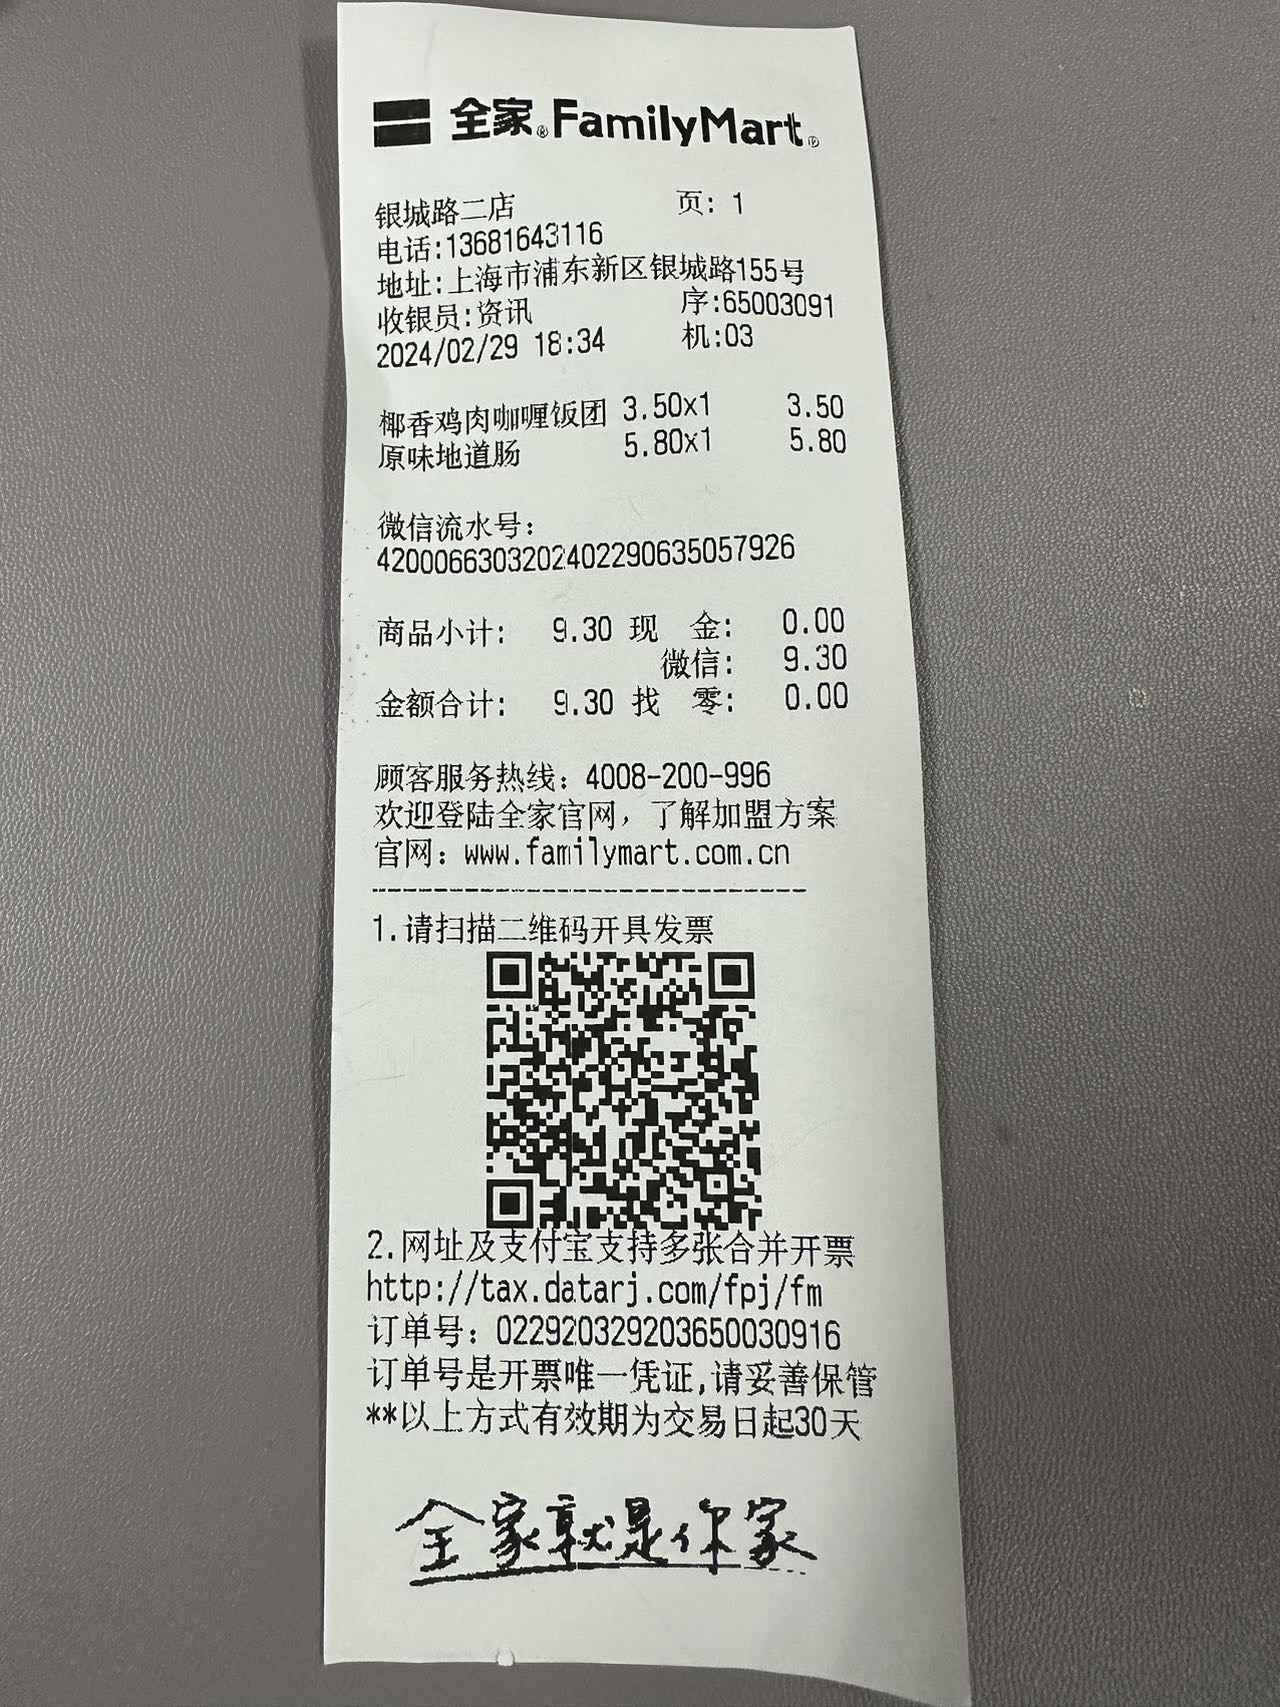 全家®FamilyMart®
银城路二店 页: 1
电话:13681643116
地址:上海市浦东新区银城路155号
收银员:资讯 序:65003091
2024/02/29 18:34 机:03
椰香鸡肉咖喱饭团 3.50x1 3.50
原味地道肠 5.80x1 5.80
微信流水号:
4200066303202402290635057926
商品小计: 9.30 现 金: 0.00
微信: 9.30
金额合计: 9.30 找 零: 0.00
顾客服务热线: 4008-200-996
欢迎登陆全家官网，了解加盟方案
官网: www.familymart.com.cn
----------------------------
1.请扫描二维码开具发票
2.网址及支付宝支持多张合并开票
http://tax.datarj.com/fpj/fm
订单号: 022920329203650030916
订单号是开票唯一凭证,请妥善保管
**以上方式有效期为交易日起30天
全家就是你家